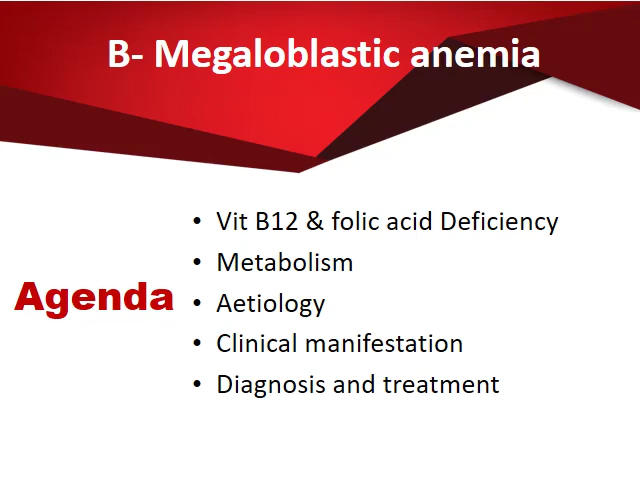 B- Megaloblastic anemia
Agenda
• Vit B12 & folic acid Deficiency
• Metabolism
• Aetiology
• Clinical manifestation
• Diagnosis and treatment